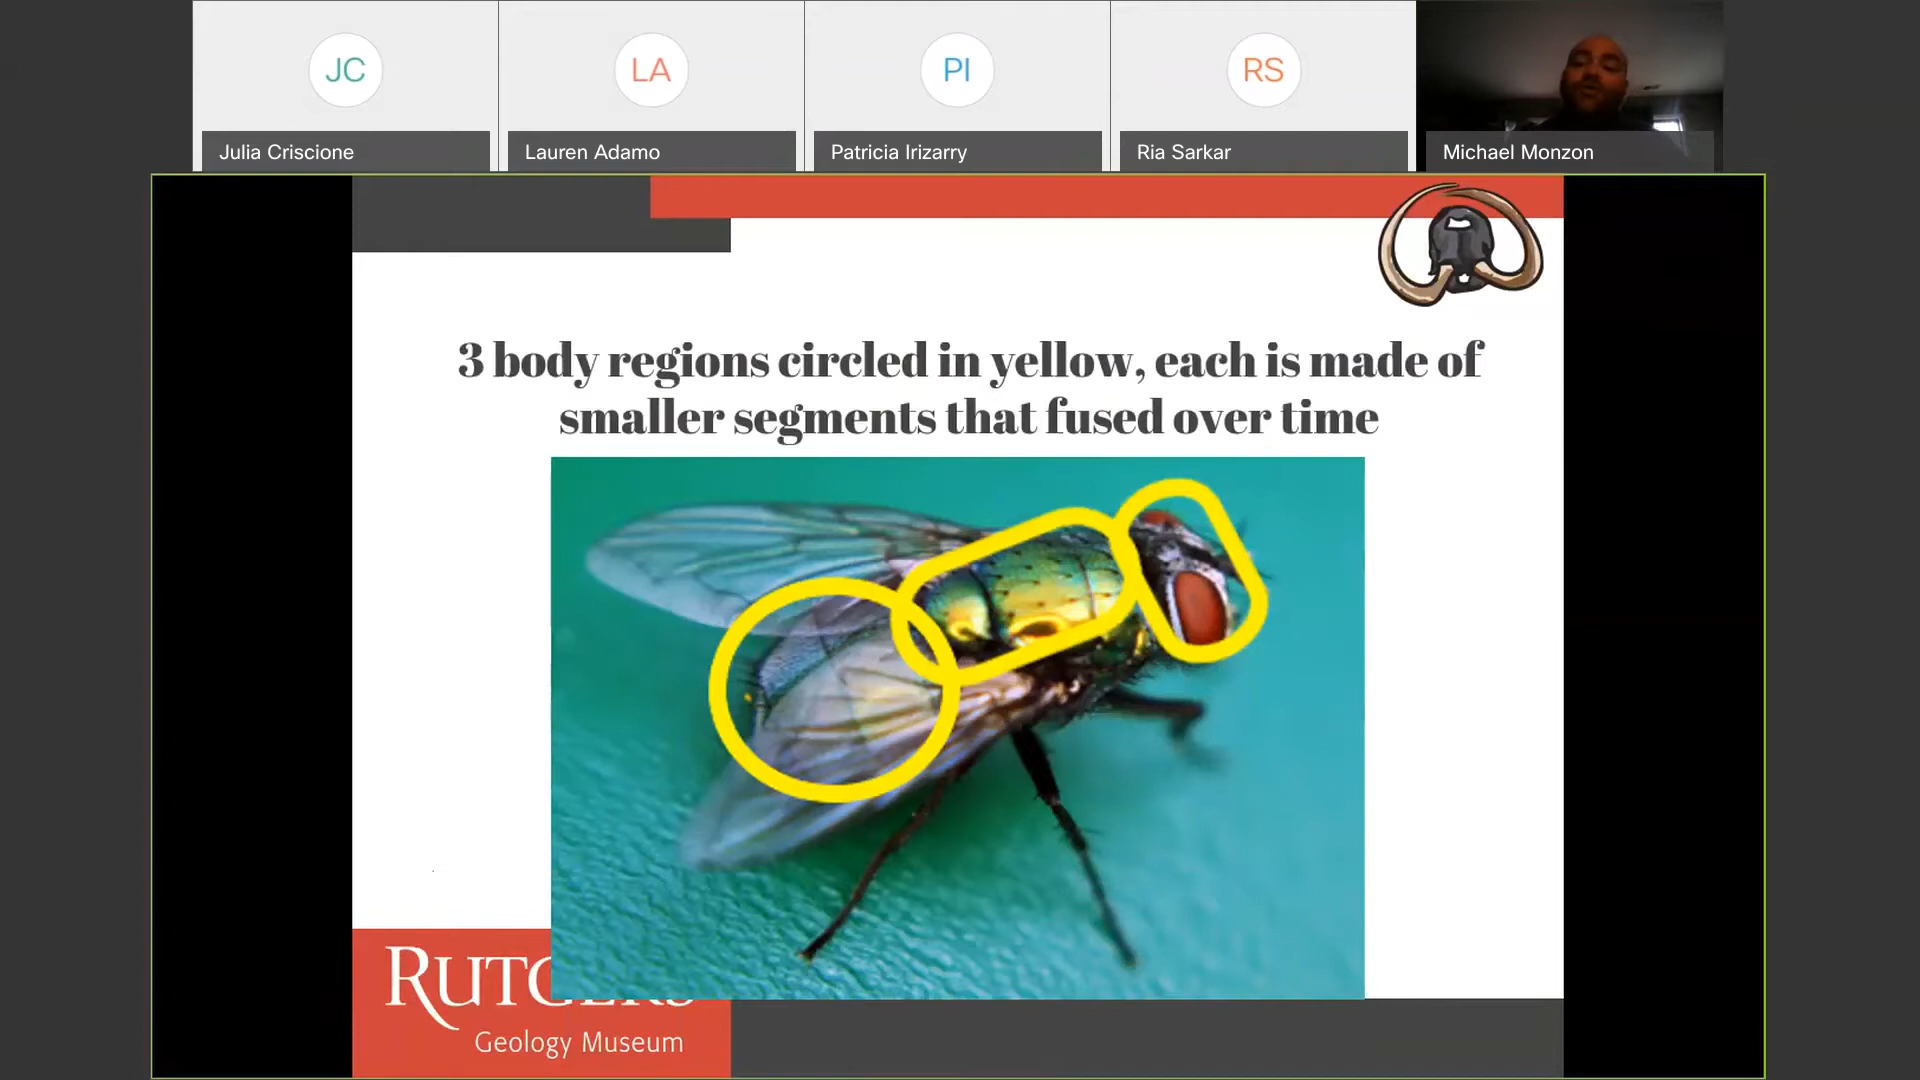 JC
LA
PI
RS
Julia Criscione
Lauren Adamo
Patricia Irizarry
Ria Sarkar
Michael Monzon
3 body regions circled in yellow, each is made of
smaller segments that fused over time
RUTGERS
Geology Museum